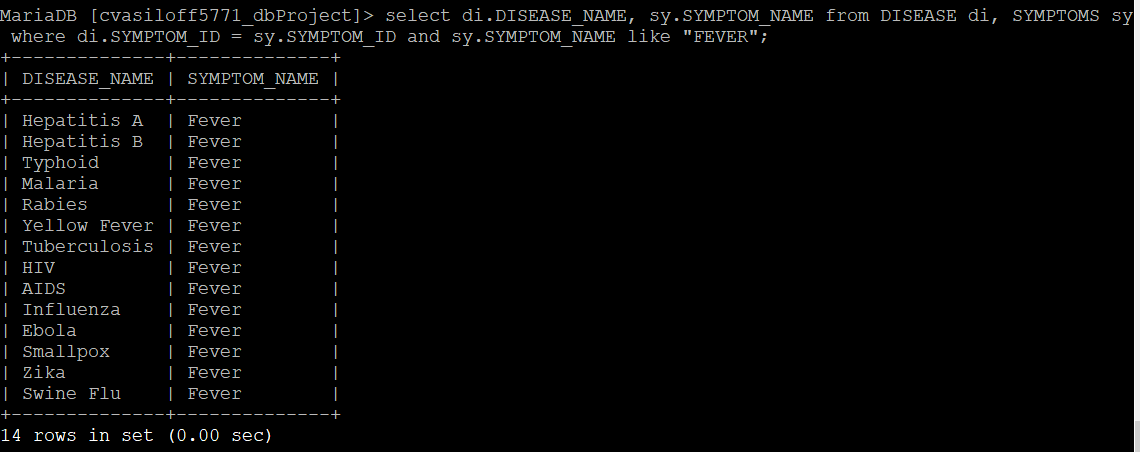 MariaDB [cvasiloff5771_dbProject]> select di.DISEASE_NAME, sy.SYMPTOM_NAME from DISEASE di, SYMPTOMS sy
 where di.SYMPTOM_ID = sy.SYMPTOM_ID and sy.SYMPTOM_NAME like "FEVER";
+--------------+--------------+
| DISEASE_NAME | SYMPTOM_NAME |
+--------------+--------------+
| Hepatitis A  | Fever        |
| Hepatitis B  | Fever        |
| Typhoid      | Fever        |
| Malaria      | Fever        |
| Rabies       | Fever        |
| Yellow Fever | Fever        |
| Tuberculosis | Fever        |
| HIV          | Fever        |
| AIDS         | Fever        |
| Influenza    | Fever        |
| Ebola        | Fever        |
| Smallpox     | Fever        |
| Zika         | Fever        |
| Swine Flu    | Fever        |
+--------------+--------------+
14 rows in set (0.00 sec)